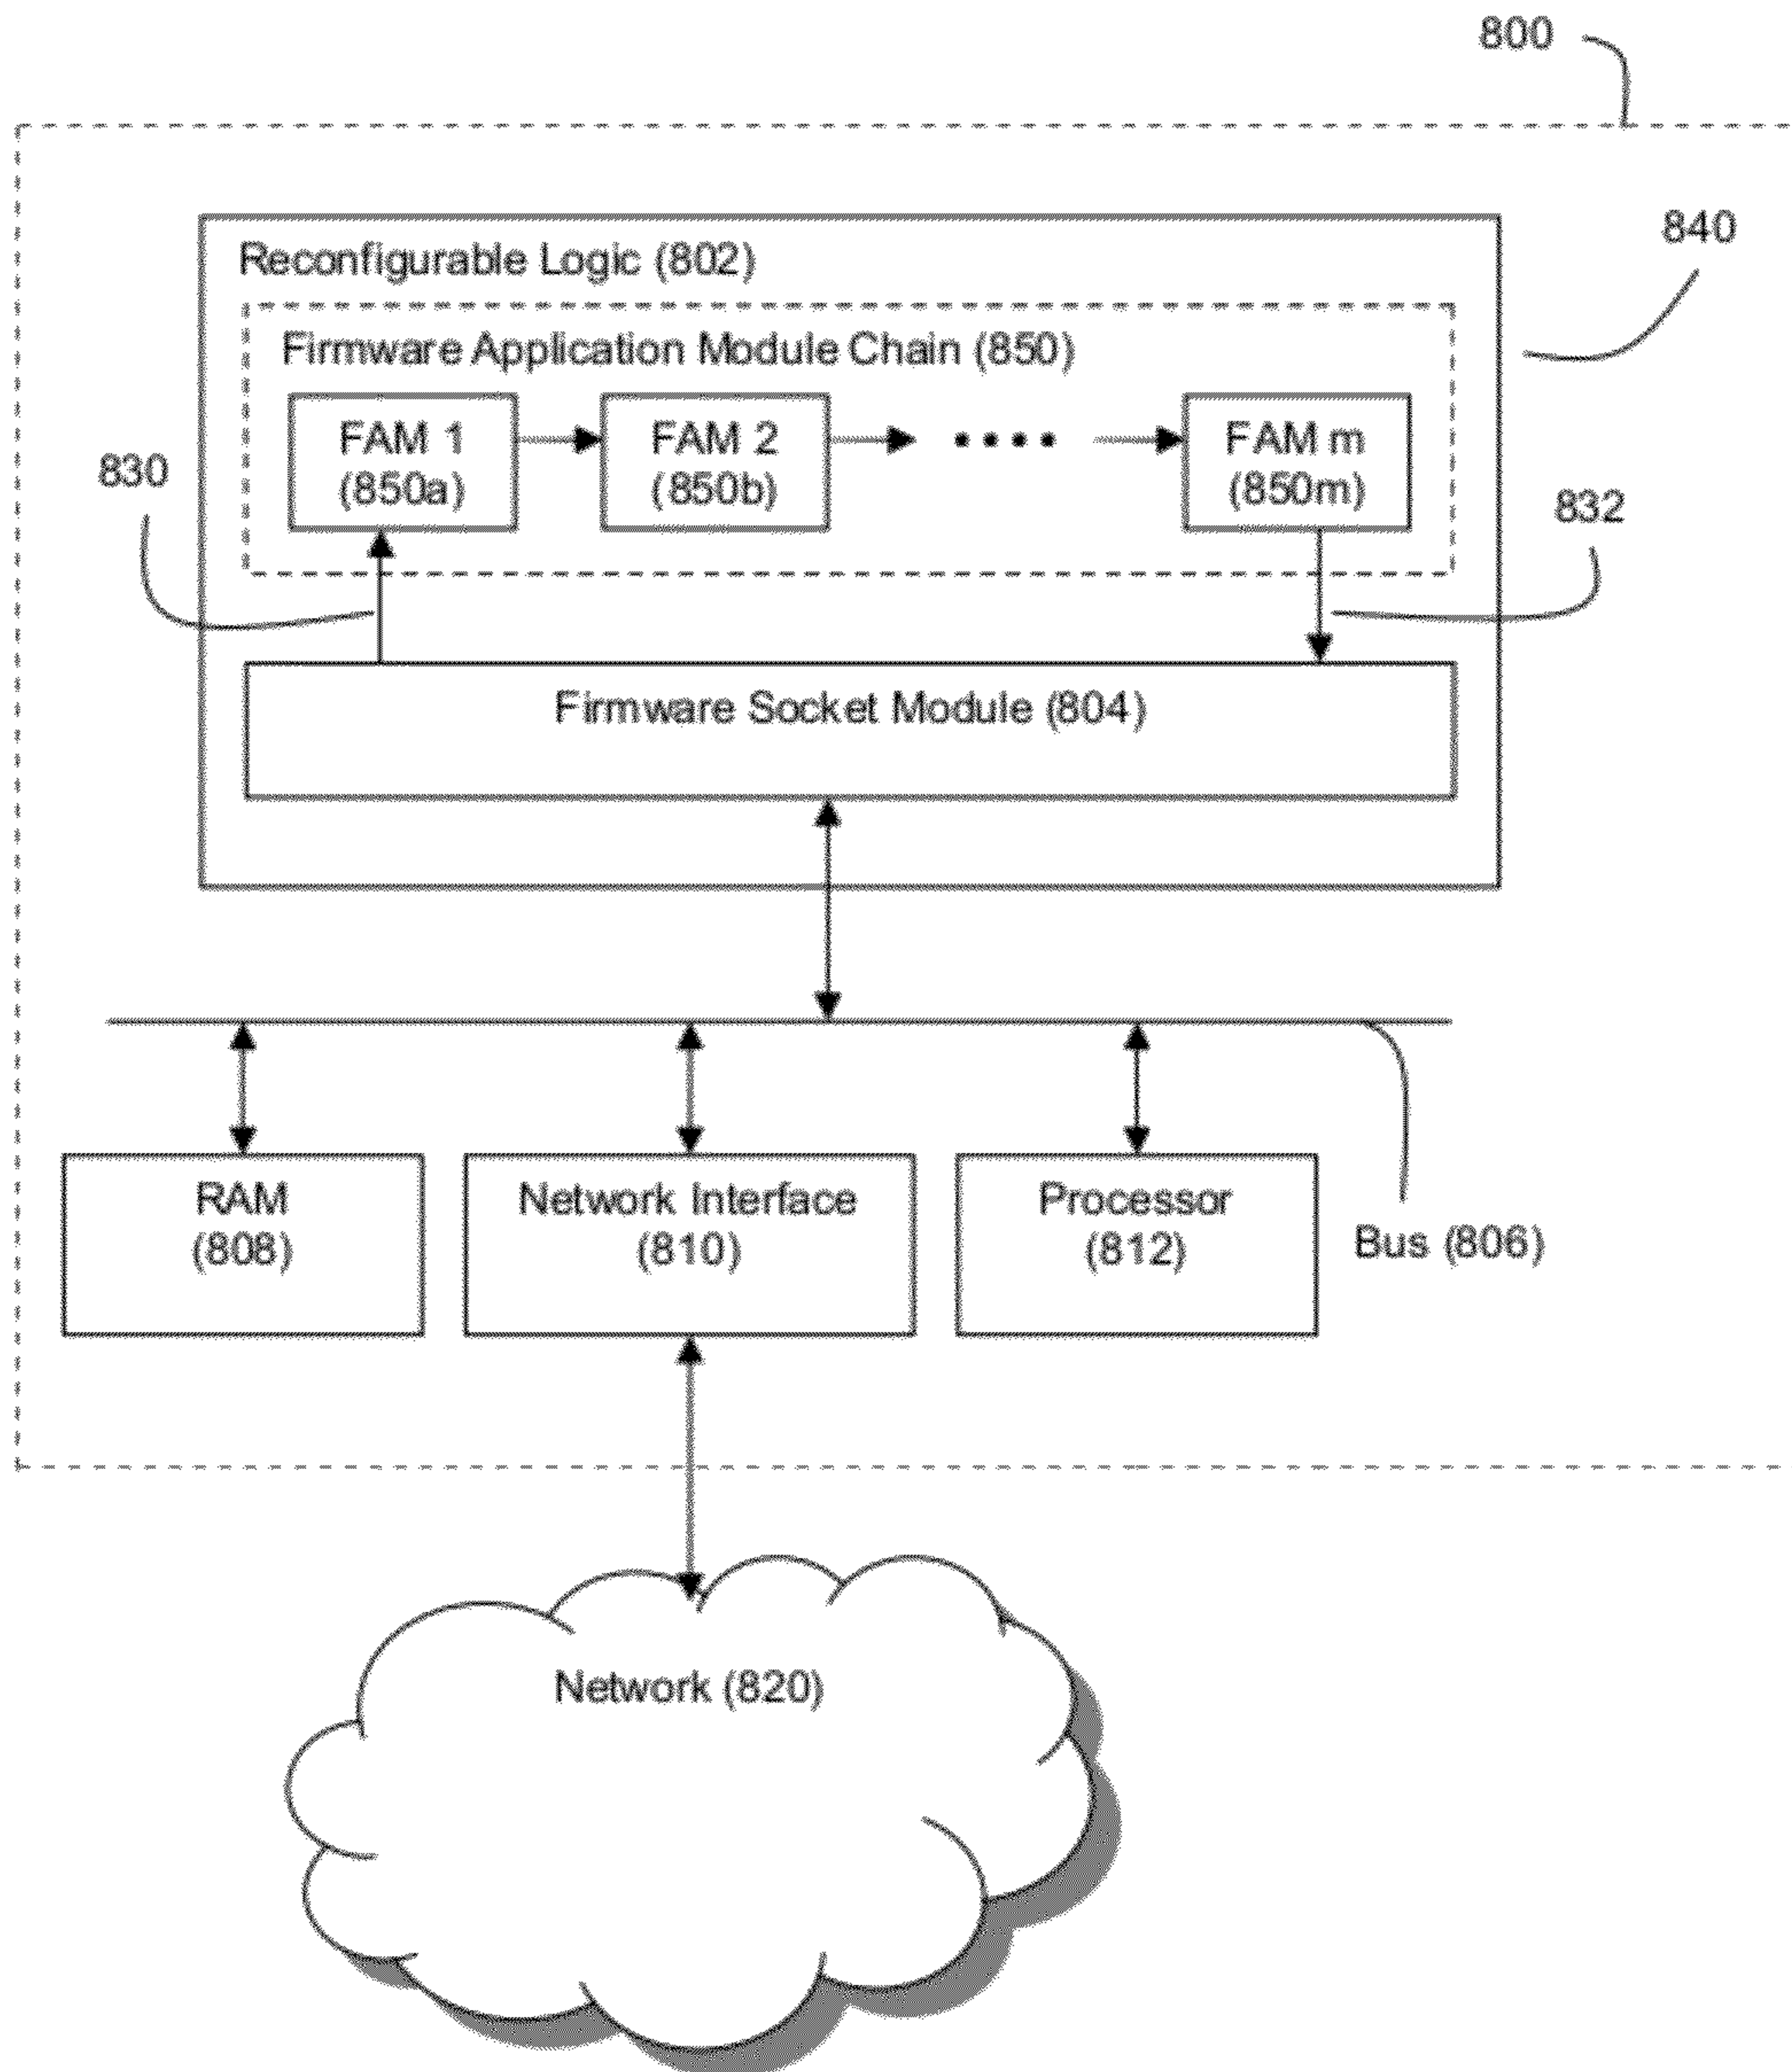 800
840
Reconfigurable Logic (802)
Firmware Application Module Chain (850)
FAM 1
(850a)
FAM 2
(850b)
FAM m
(850m)
830
832
Firmware Socket Module (804)
RAM
(808)
Network Interface
(810)
Processor
(812)
Bus (806)
Network (820)